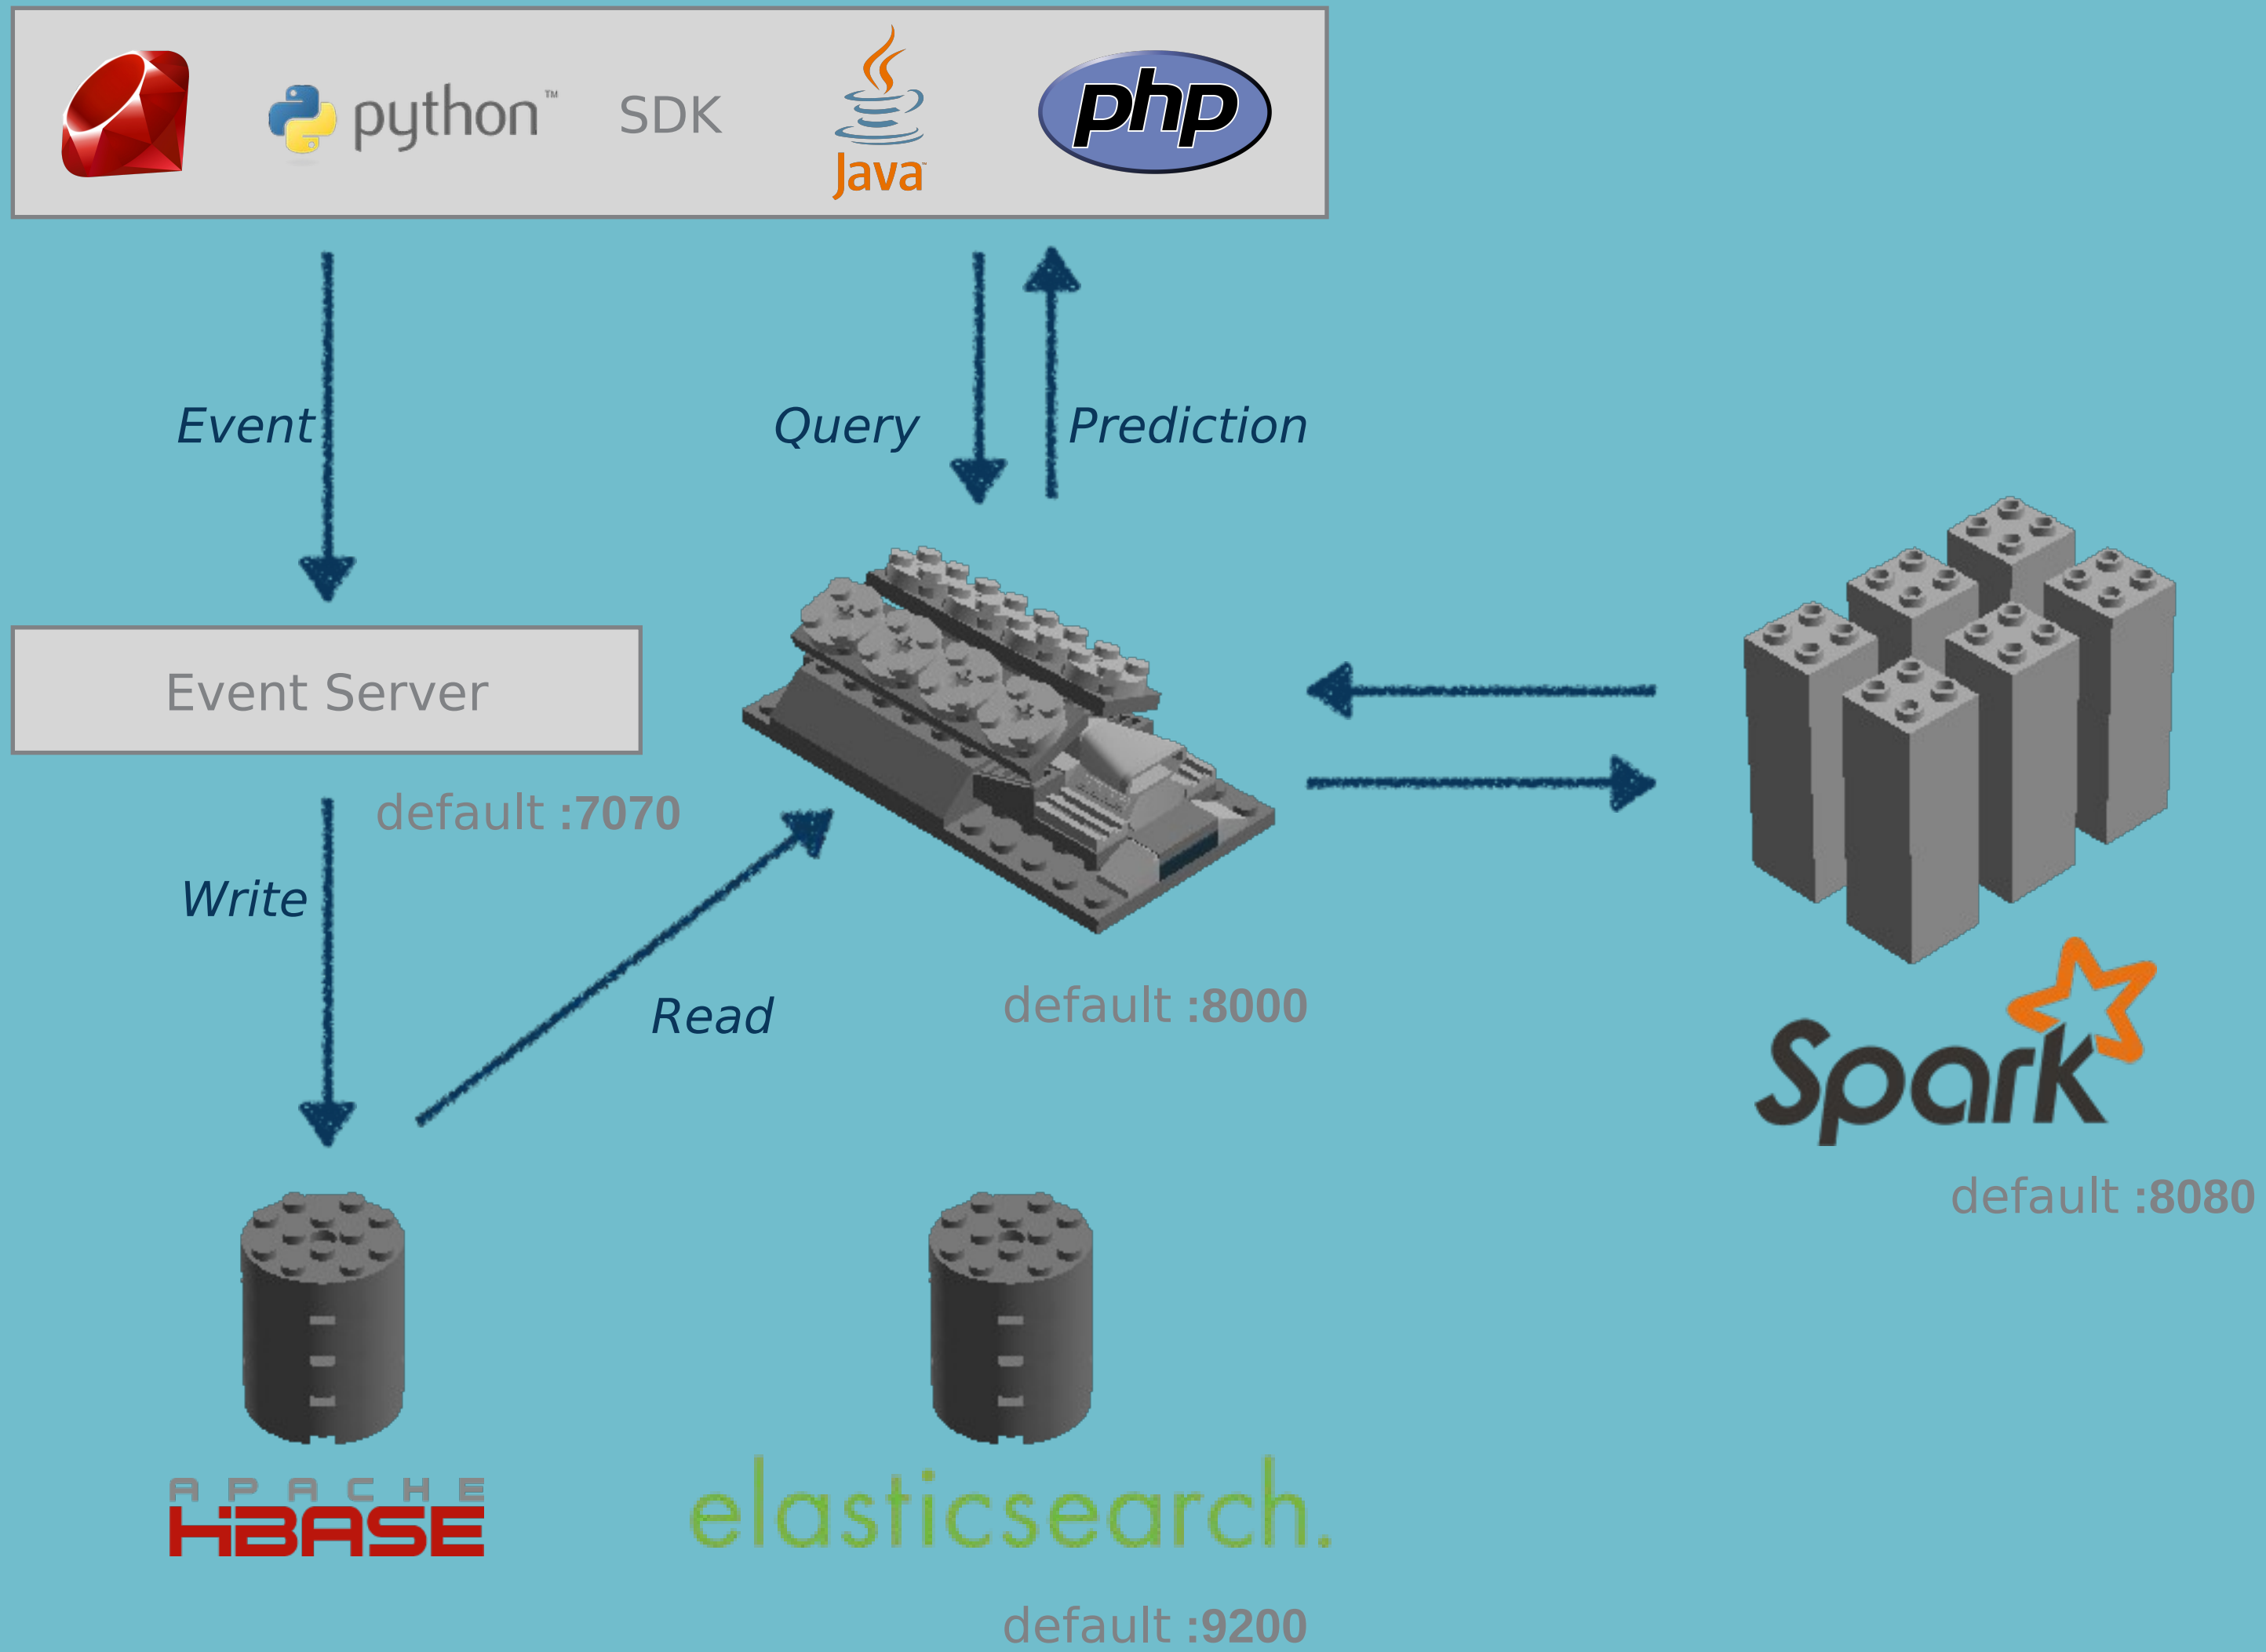 python™
SDK
Java™
php
Event
Query
Prediction
Event Server
default :7070
Write
Read
default :8000
Spark
default :8080
APACHE
HBASE
elasticsearch.
default :9200